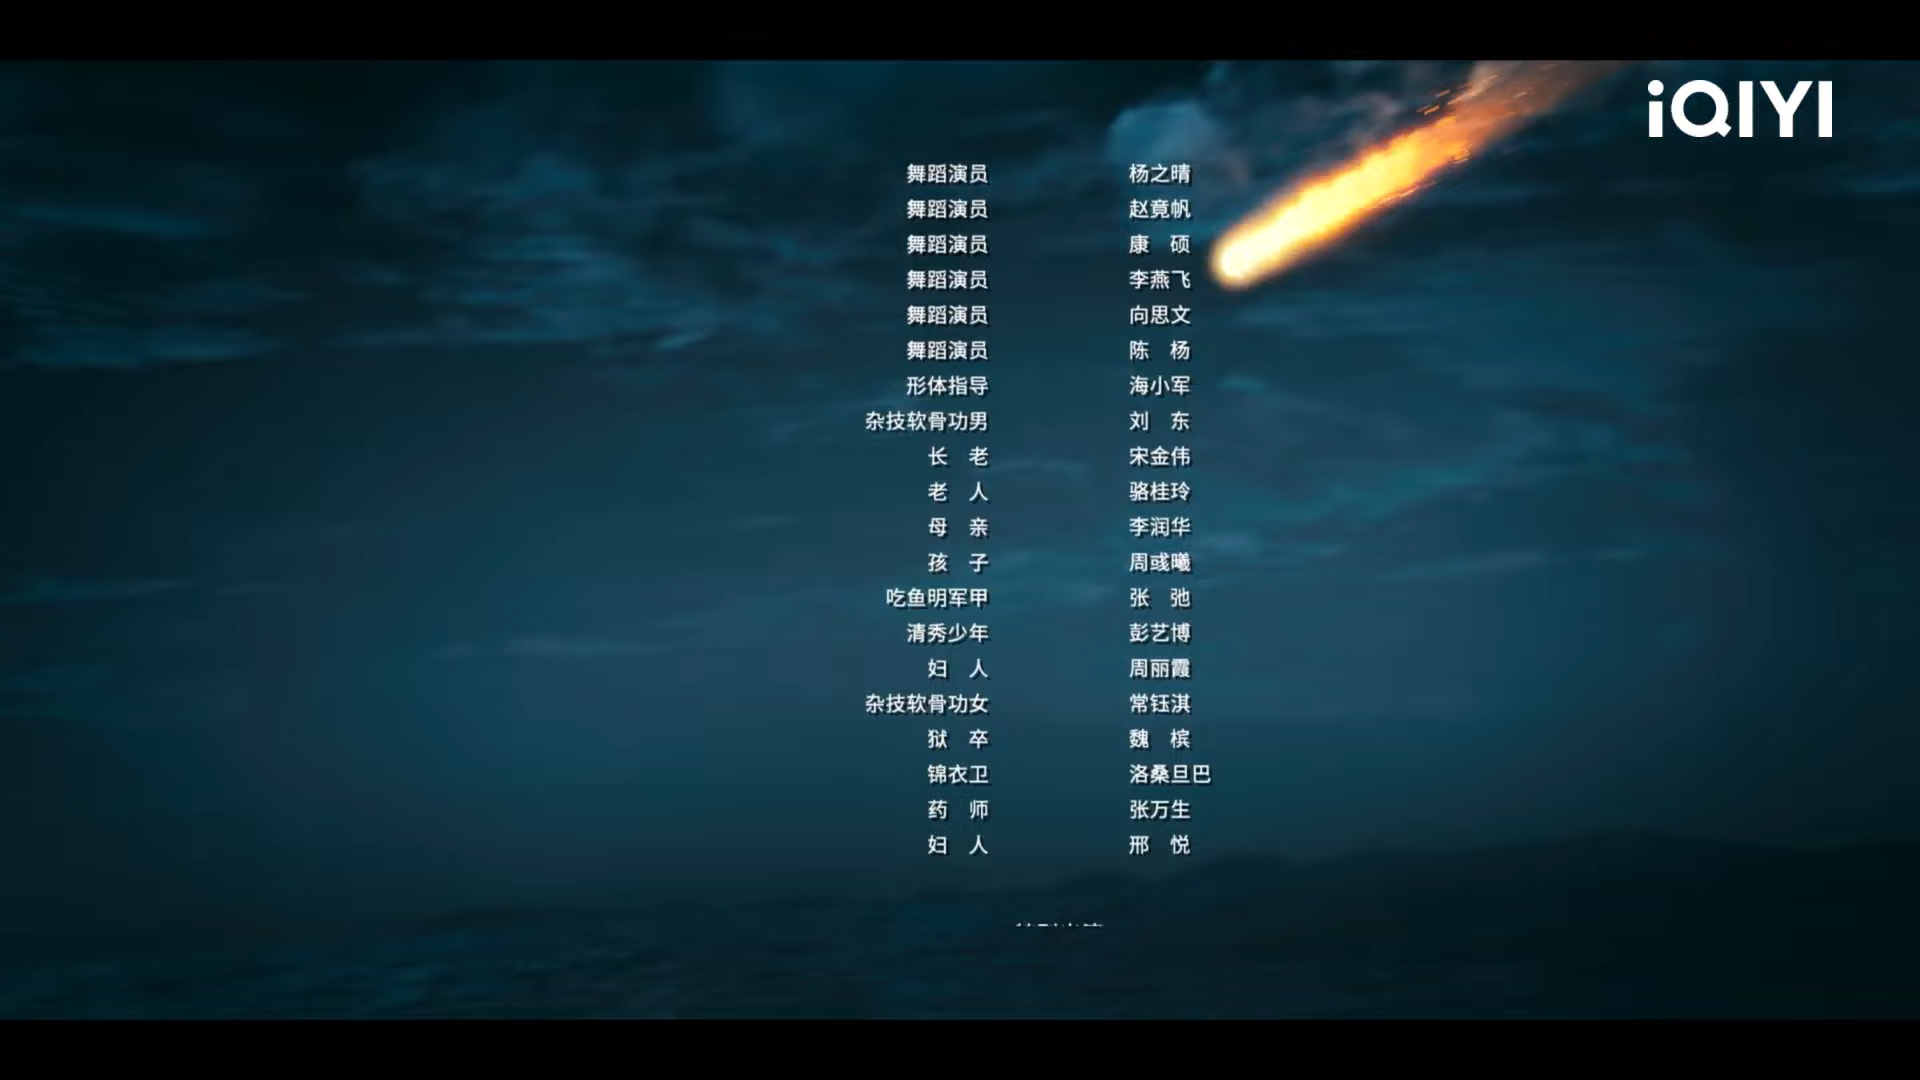 iQIYI
舞蹈演员 杨之晴
舞蹈演员 赵竟帆
舞蹈演员 康 硕
舞蹈演员 李燕飞
舞蹈演员 向思文
舞蹈演员 陈 杨
形体指导 海小军
杂技软骨功男 刘 东
长 老 宋金伟
老 人 骆桂玲
母 亲 李润华
孩 子 周彧曦
吃鱼明军甲 张 弛
清秀少年 彭艺博
妇 人 周丽霞
杂技软骨功女 常钰淇
狱 卒 魏 槟
锦衣卫 洛桑旦巴
药 师 张万生
妇 人 邢 悦